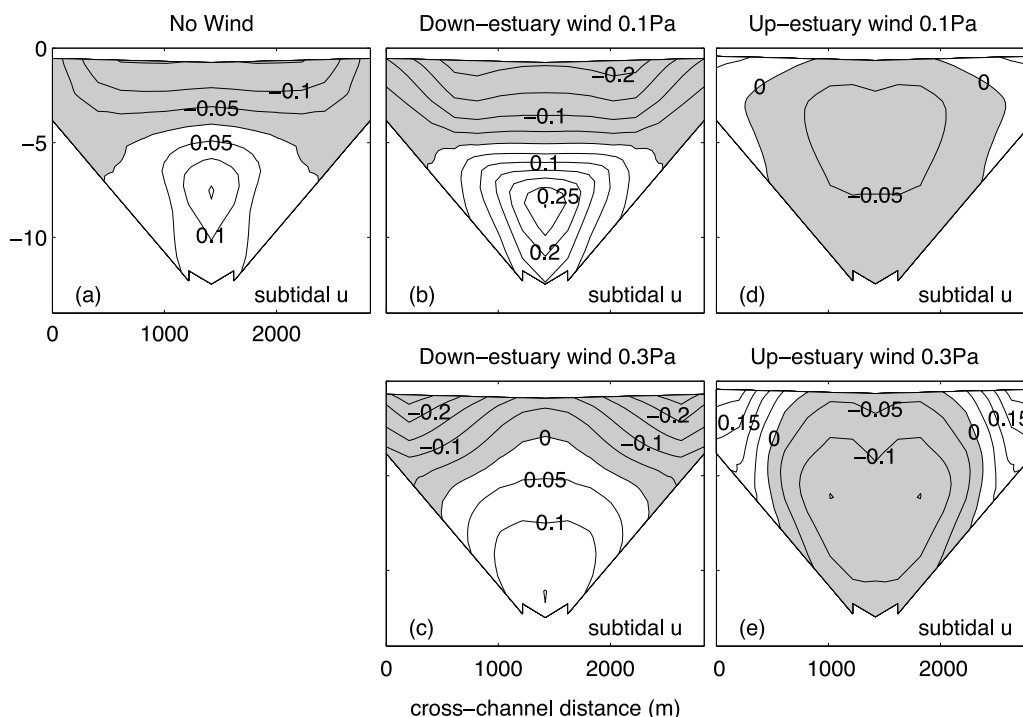 No Wind
Down−estuary wind 0.1Pa
Up−estuary wind 0.1Pa
0
−5
−10
−0.1
−0.05
0.05
0.1
(a)
subtidal u
0
1000
2000
−0.2
−0.1
0.1
0.25
0.2
(b)
subtidal u
0
0
−0.05
(d)
subtidal u
Down−estuary wind 0.3Pa
Up−estuary wind 0.3Pa
−0.2
−0.2
−0.1
−0.1
0
0.05
0.1
(c)
subtidal u
0
1000
2000
0.15
0.15
−0.05
0
0
−0.1
(e)
subtidal u
0
1000
2000
cross−channel distance (m)